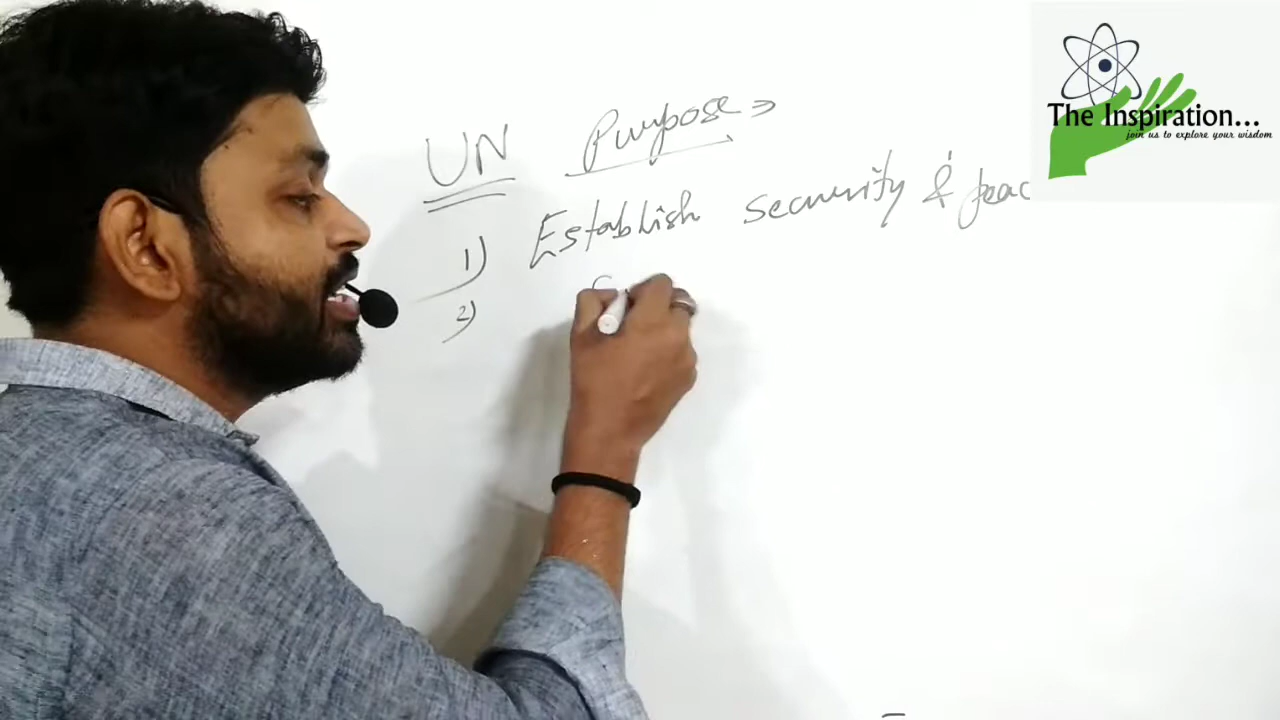 The Inspiration...
join us to explore your wisdom
UN Purpose
1) Establish security & peac
2)